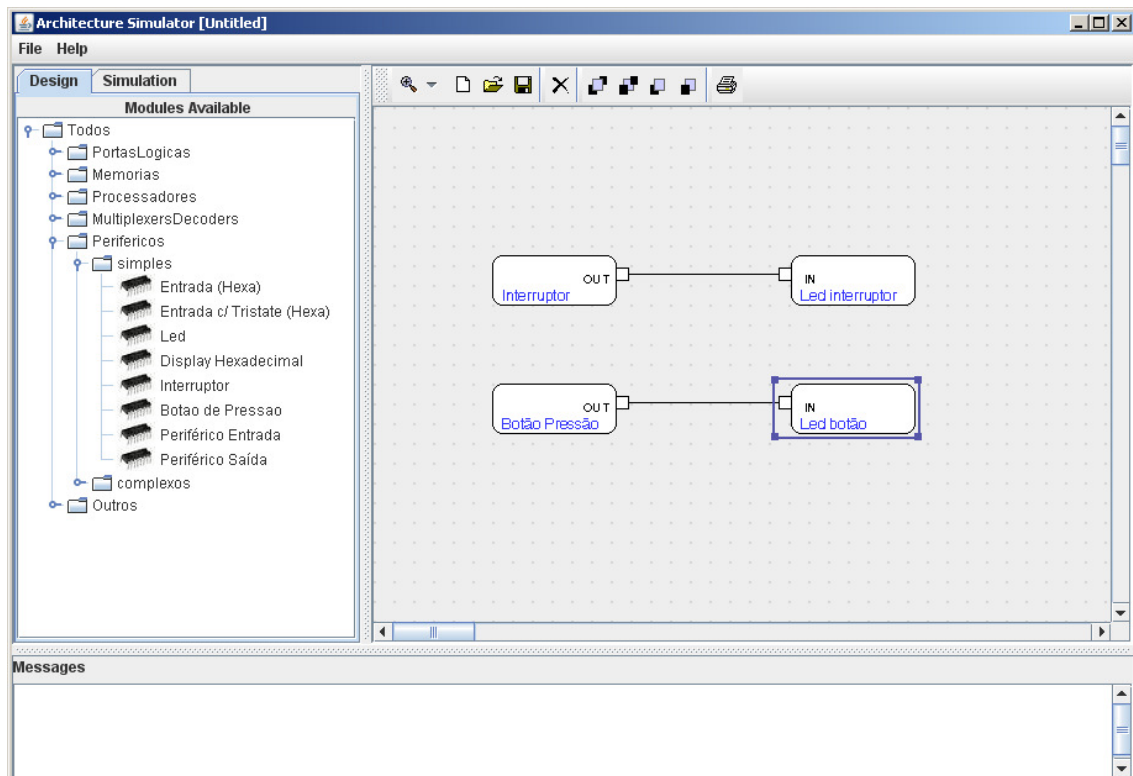 Architecture Simulator [Untitled]
File Help
Design Simulation
Modules Available
Todos
PortasLogicas
Memorias
Processadores
MultiplexersDecoders
Perifericos
simples
Entrada (Hexa)
Entrada c/ Tristate (Hexa)
Led
Display Hexadecimal
Interruptor
Botao de Pressao
Periférico Entrada
Periférico Saída
complexos
Outros
OUT
Interruptor
IN
Led interruptor
OUT
Botão Pressão
IN
Led botão
Messages